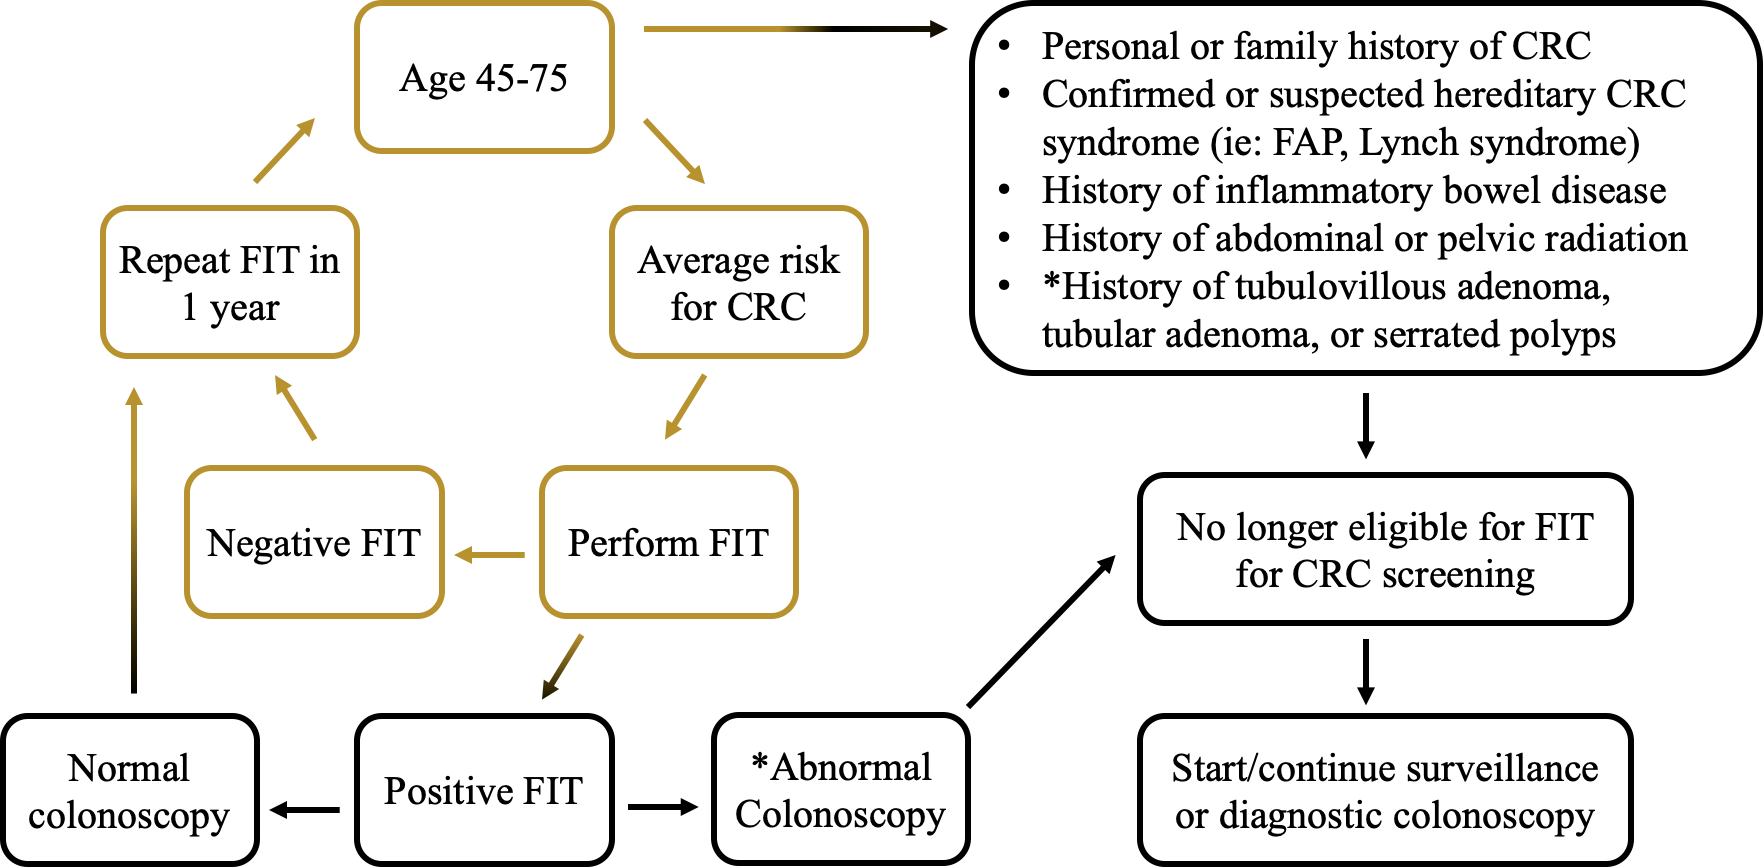 Age 45-75
• Personal or family history of CRC
• Confirmed or suspected hereditary CRC
syndrome (ie: FAP, Lynch syndrome)
• History of inflammatory bowel disease
• History of abdominal or pelvic radiation
• *History of tubulovillous adenoma,
tubular adenoma, or serrated polyps
Repeat FIT in
1 year
Average risk
for CRC
Negative FIT
Perform FIT
No longer eligible for FIT
for CRC screening
Normal
colonoscopy
Positive FIT
*Abnormal
Colonoscopy
Start/continue surveillance
or diagnostic colonoscopy